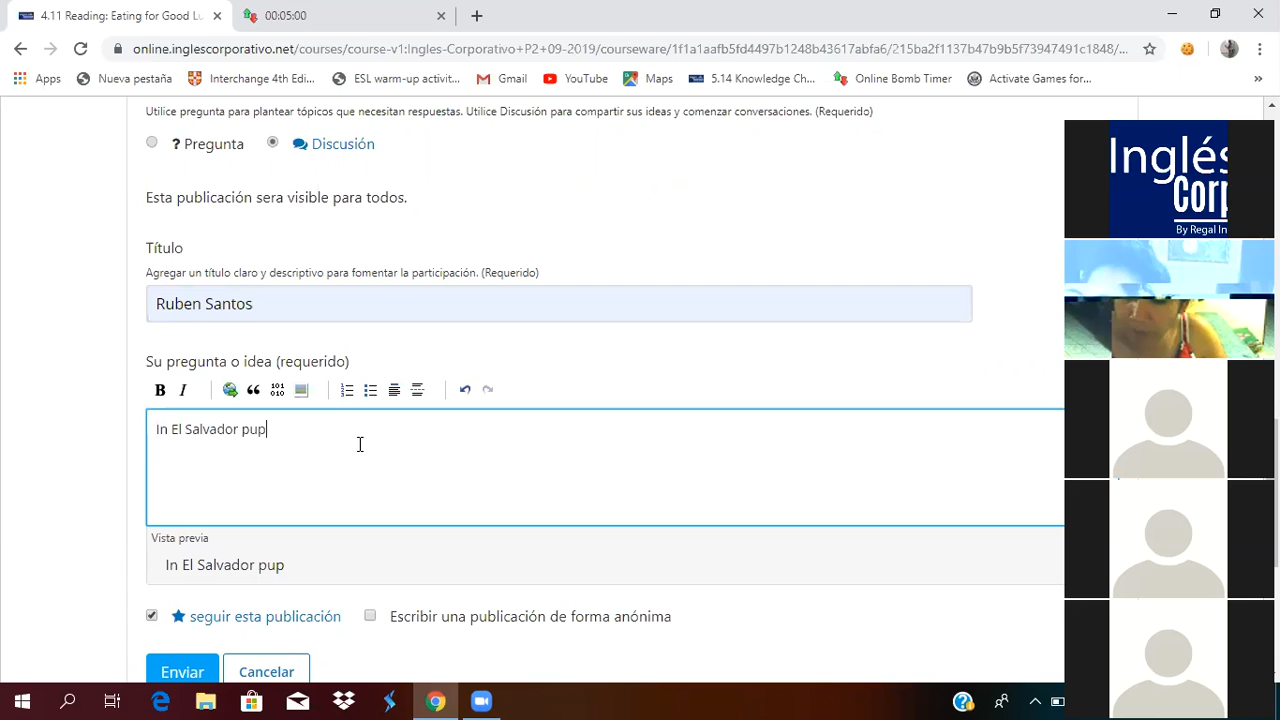 4.11 Reading: Eating for Good Lu
00:05:00
online.inglescorporativo.net/courses/course-v1:Ingles-Corporativo+P2+09-2019/courseware/1f1a1aafb5fd4497b1248b43617abfa6/215ba2f1137b47b9b5f73947491c1848/...
Apps
Nueva pestaña
Interchange 4th Edi...
ESL warm-up activit...
Gmail
YouTube
Maps
5.14 Knowledge Ch...
Online Bomb Timer
Activate Games for...
»
Utilice pregunta para plantear tópicos que necesitan respuestas. Utilice Discusión para compartir sus ideas y comenzar conversaciones. (Requerido)
? Pregunta
Discusión
Esta publicación sera visible para todos.
Título
Agregar un título claro y descriptivo para fomentar la participación. (Requerido)
Ruben Santos
Su pregunta o idea (requerido)
B I
101
010
In El Salvador pup
Vista previa
In El Salvador pup
seguir esta publicación
Escribir una publicación de forma anónima
Enviar
Cancelar
Inglés
Corp
By Regal In